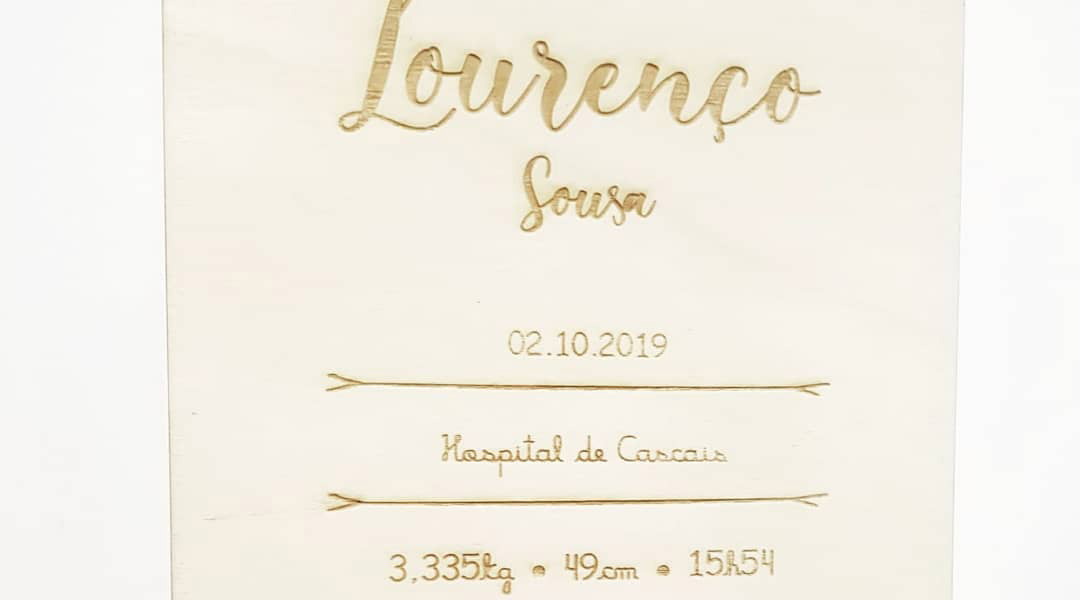 Lourenço
Sousa
02.10.2019
Hospital de Cascais
3,335kg • 49cm • 15h54